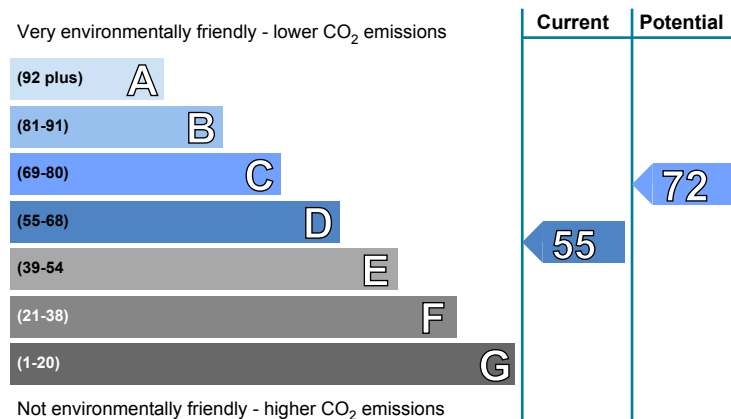 Very environmentally friendly - lower CO₂ emissions
Current
Potential
(92 plus) A
(81-91) B
(69-80) C
(55-68) D
(39-54 E
(21-38) F
(1-20) G
72
55
Not environmentally friendly - higher CO₂ emissions